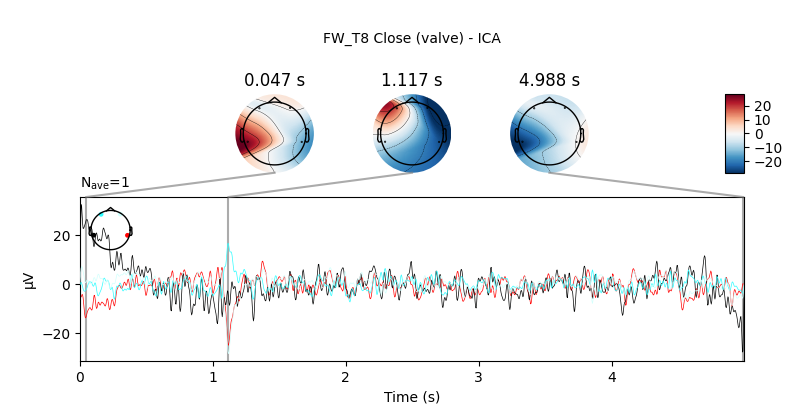 FW_T8 Close (valve) - ICA
0.047 s
1.117 s
4.988 s
20
10
0
−10
−20
Nave=1
20
0
−20
µV
0
1
2
3
4
Time (s)